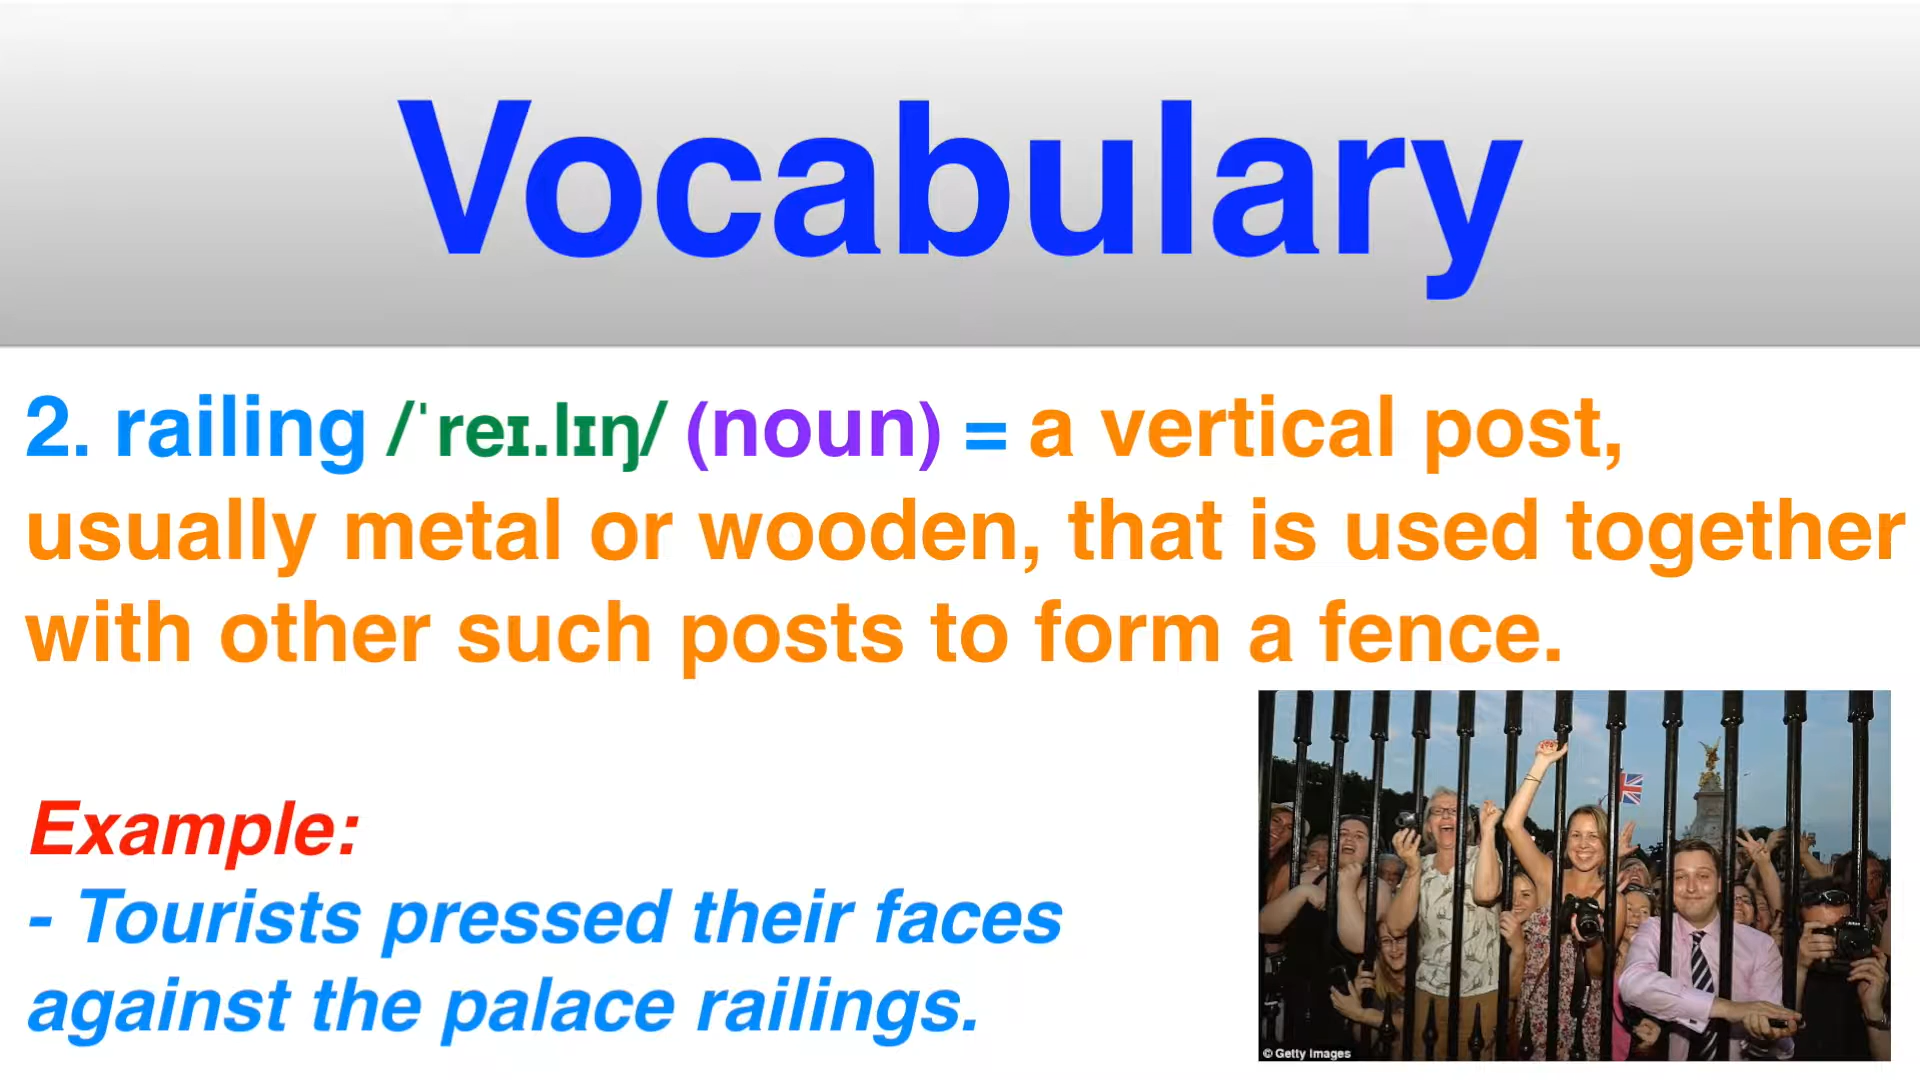 Vocabulary
2. railing /ˈreɪ.lɪŋ/ (noun) = a vertical post,
usually metal or wooden, that is used together
with other such posts to form a fence.
Example:
- Tourists pressed their faces
against the palace railings.
© Getty Images